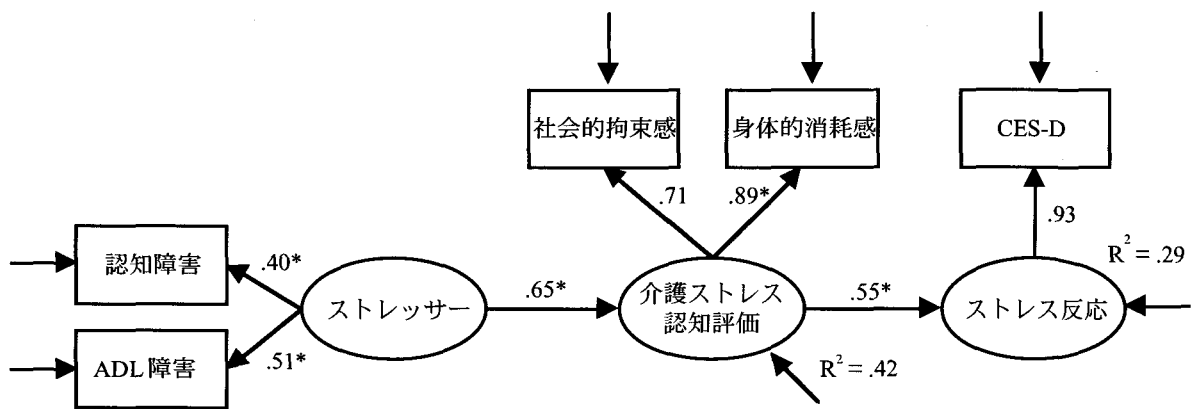 社会的拘束感
身体的消耗感
CES-D
.71
.89*
.93
認知障害
.40*
ストレッサー
.65*
介護ストレス
認知評価
.55*
ストレス反応
R² = .29
ADL障害
.51*
R² = .42